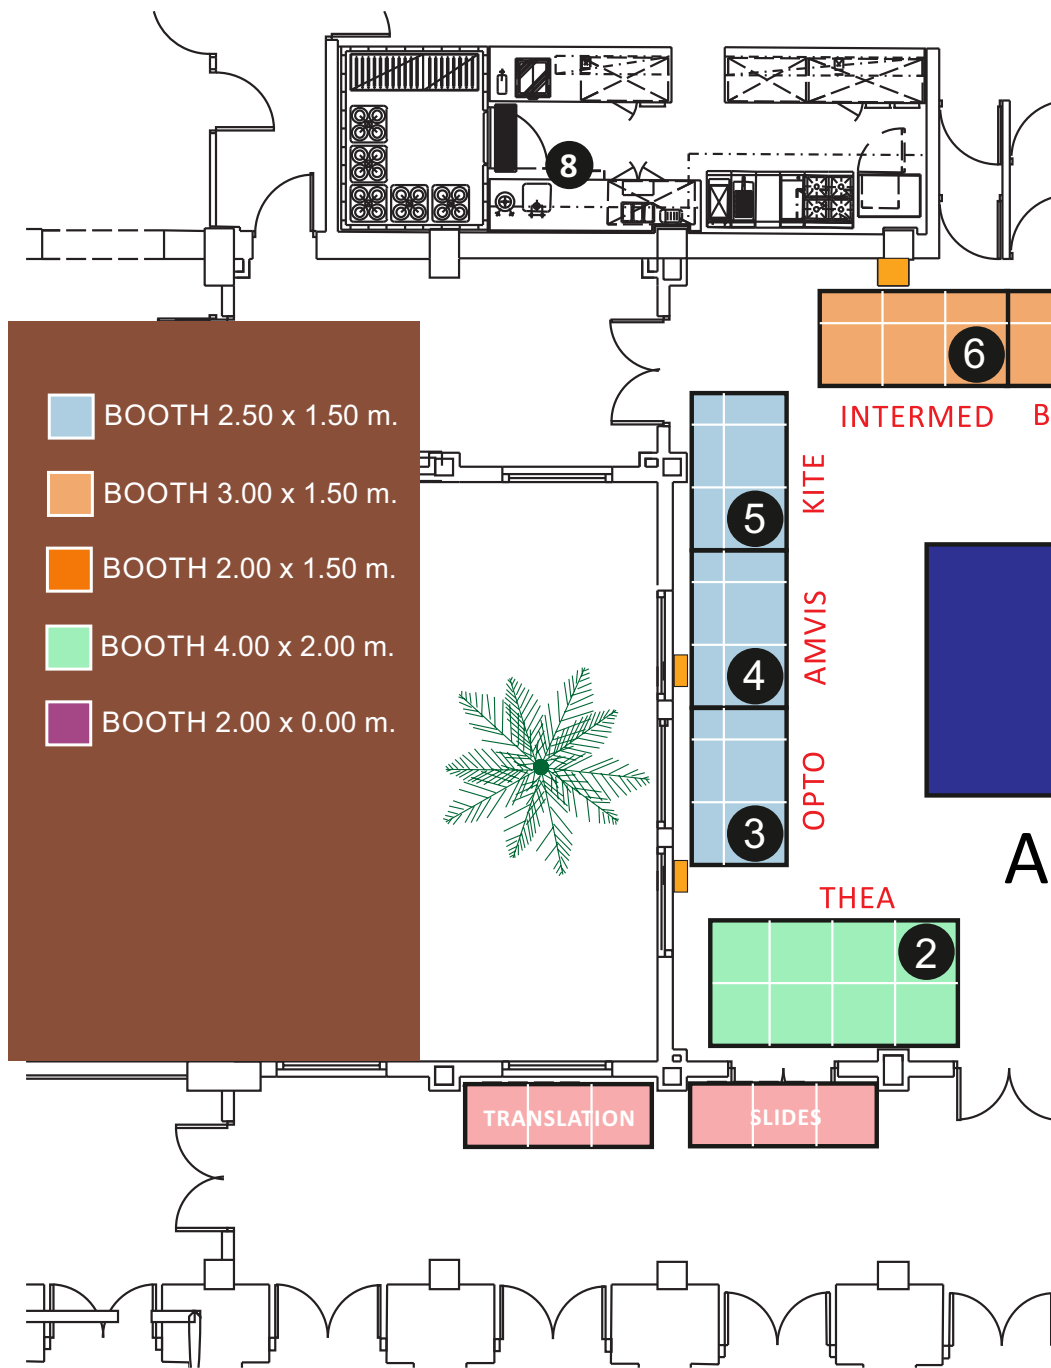 8
6
INTERMED
B
BOOTH 2.50 x 1.50 m.
BOOTH 3.00 x 1.50 m.
BOOTH 2.00 x 1.50 m.
BOOTH 4.00 x 2.00 m.
BOOTH 2.00 x 0.00 m.
KITE
5
AMVIS
4
OPTO
3
A
THEA
2
TRANSLATION
SLIDES